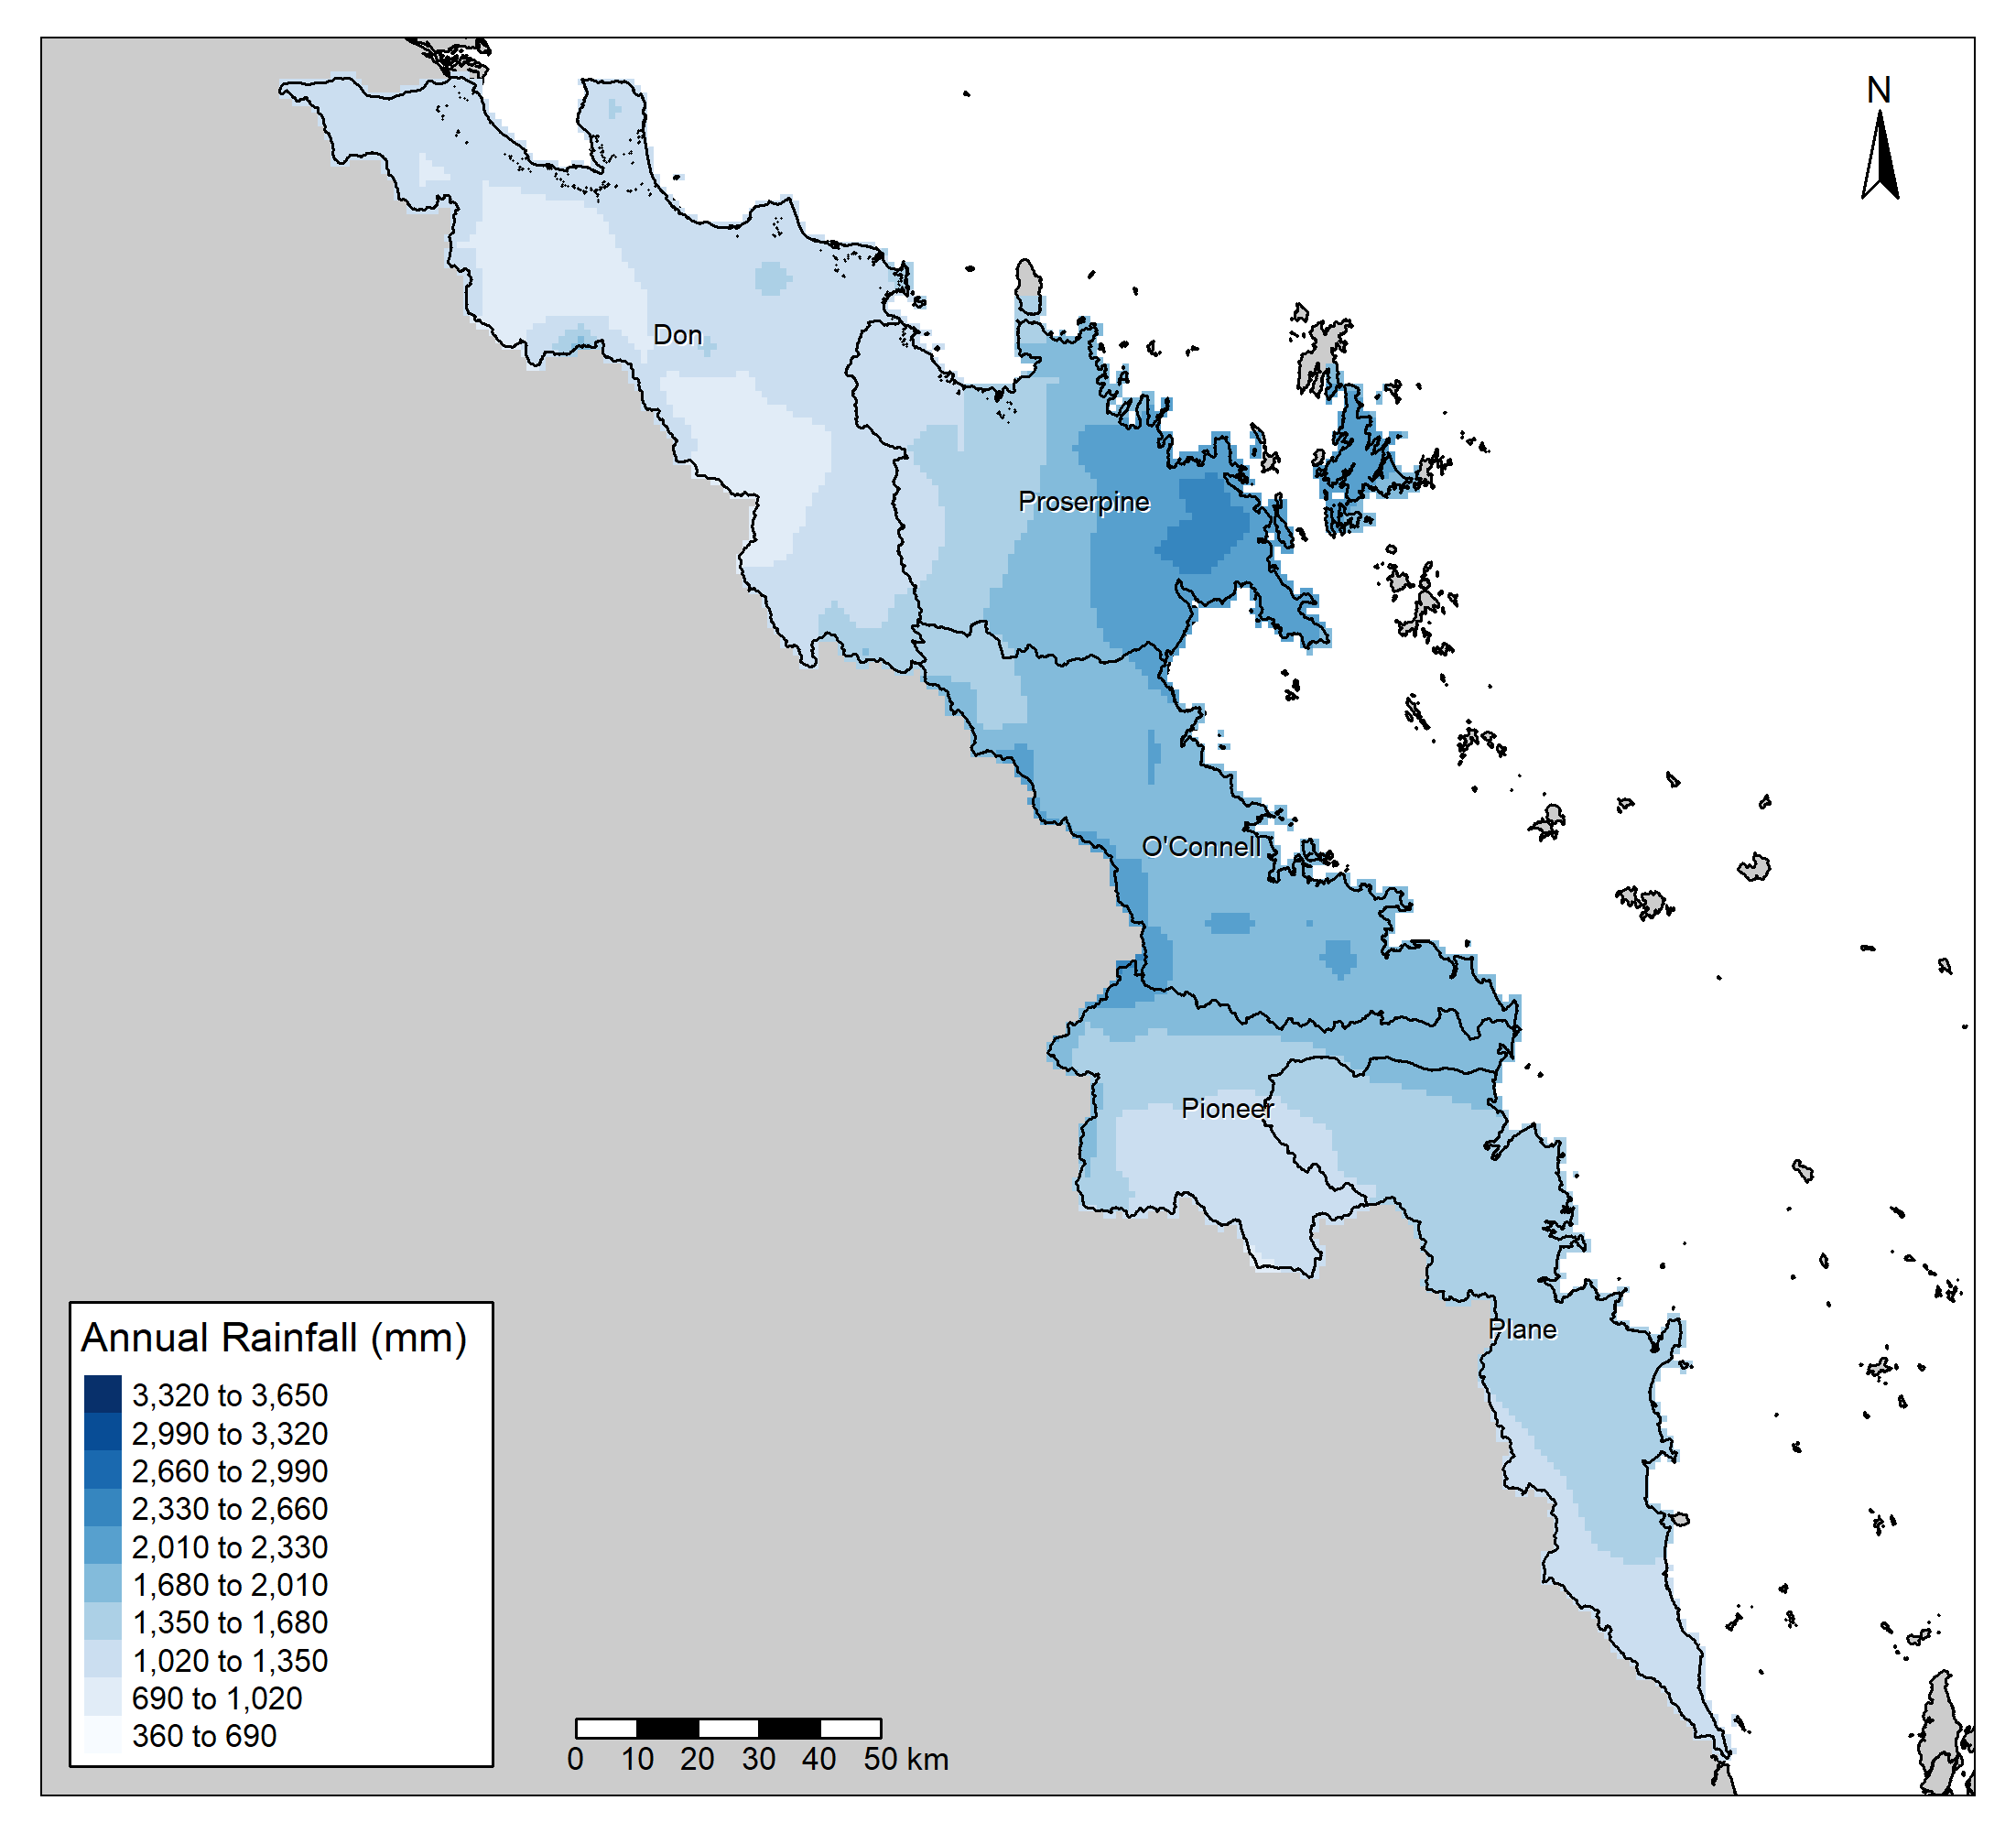 N
Don
Proserpine
O'Connell
Pioneer
Plane
Annual Rainfall (mm)
3,320 to 3,650
2,990 to 3,320
2,660 to 2,990
2,330 to 2,660
2,010 to 2,330
1,680 to 2,010
1,350 to 1,680
1,020 to 1,350
690 to 1,020
360 to 690
0 10 20 30 40 50 km